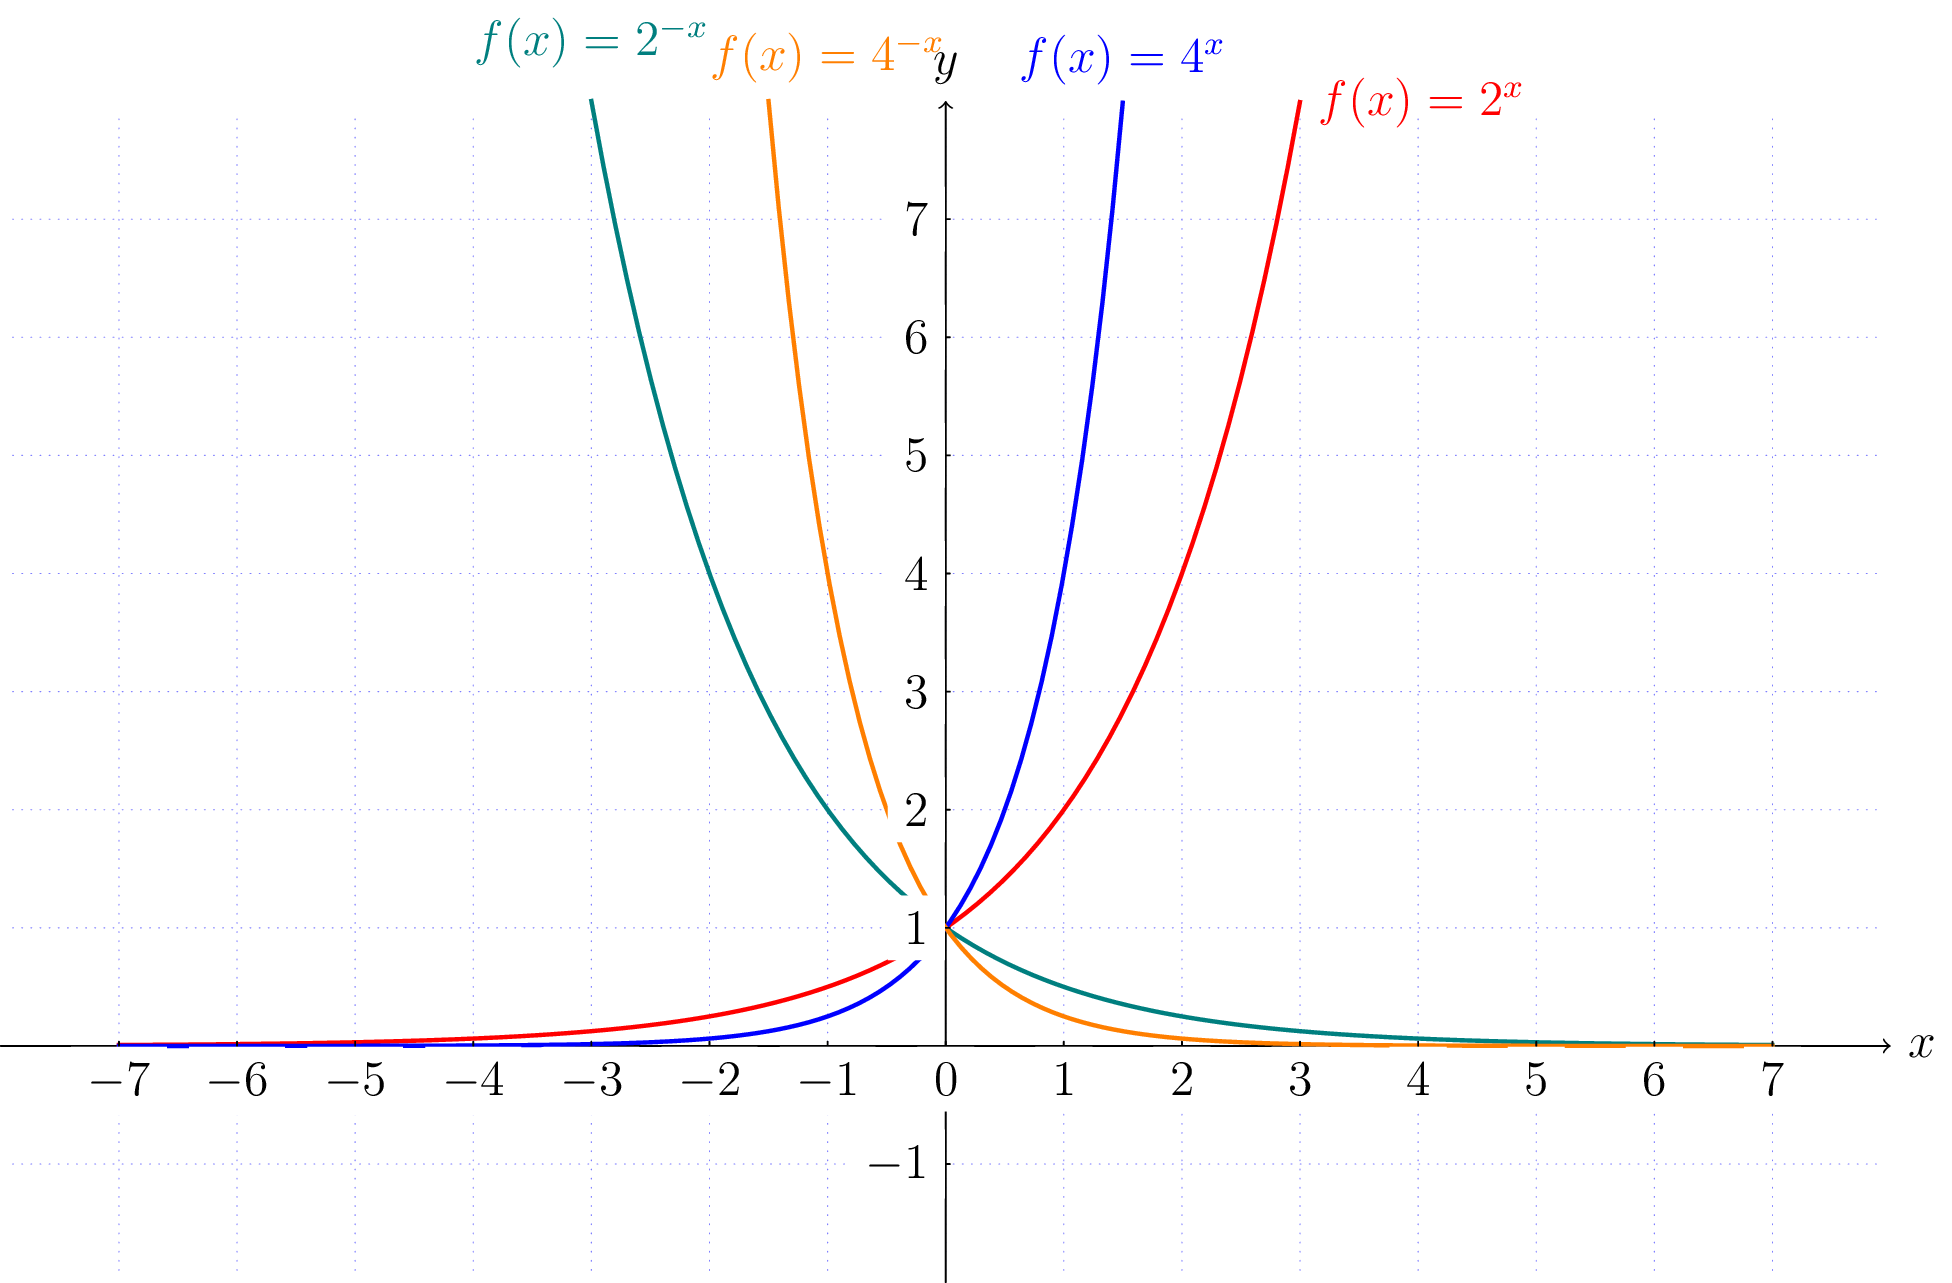 f(x) = 2^{-x}
f(x) = 4^{-x}
y
f(x) = 4^x
f(x) = 2^x
7
6
5
4
3
2
1
x
−7 −6 −5 −4 −3 −2 −1 0 1 2 3 4 5 6 7
−1